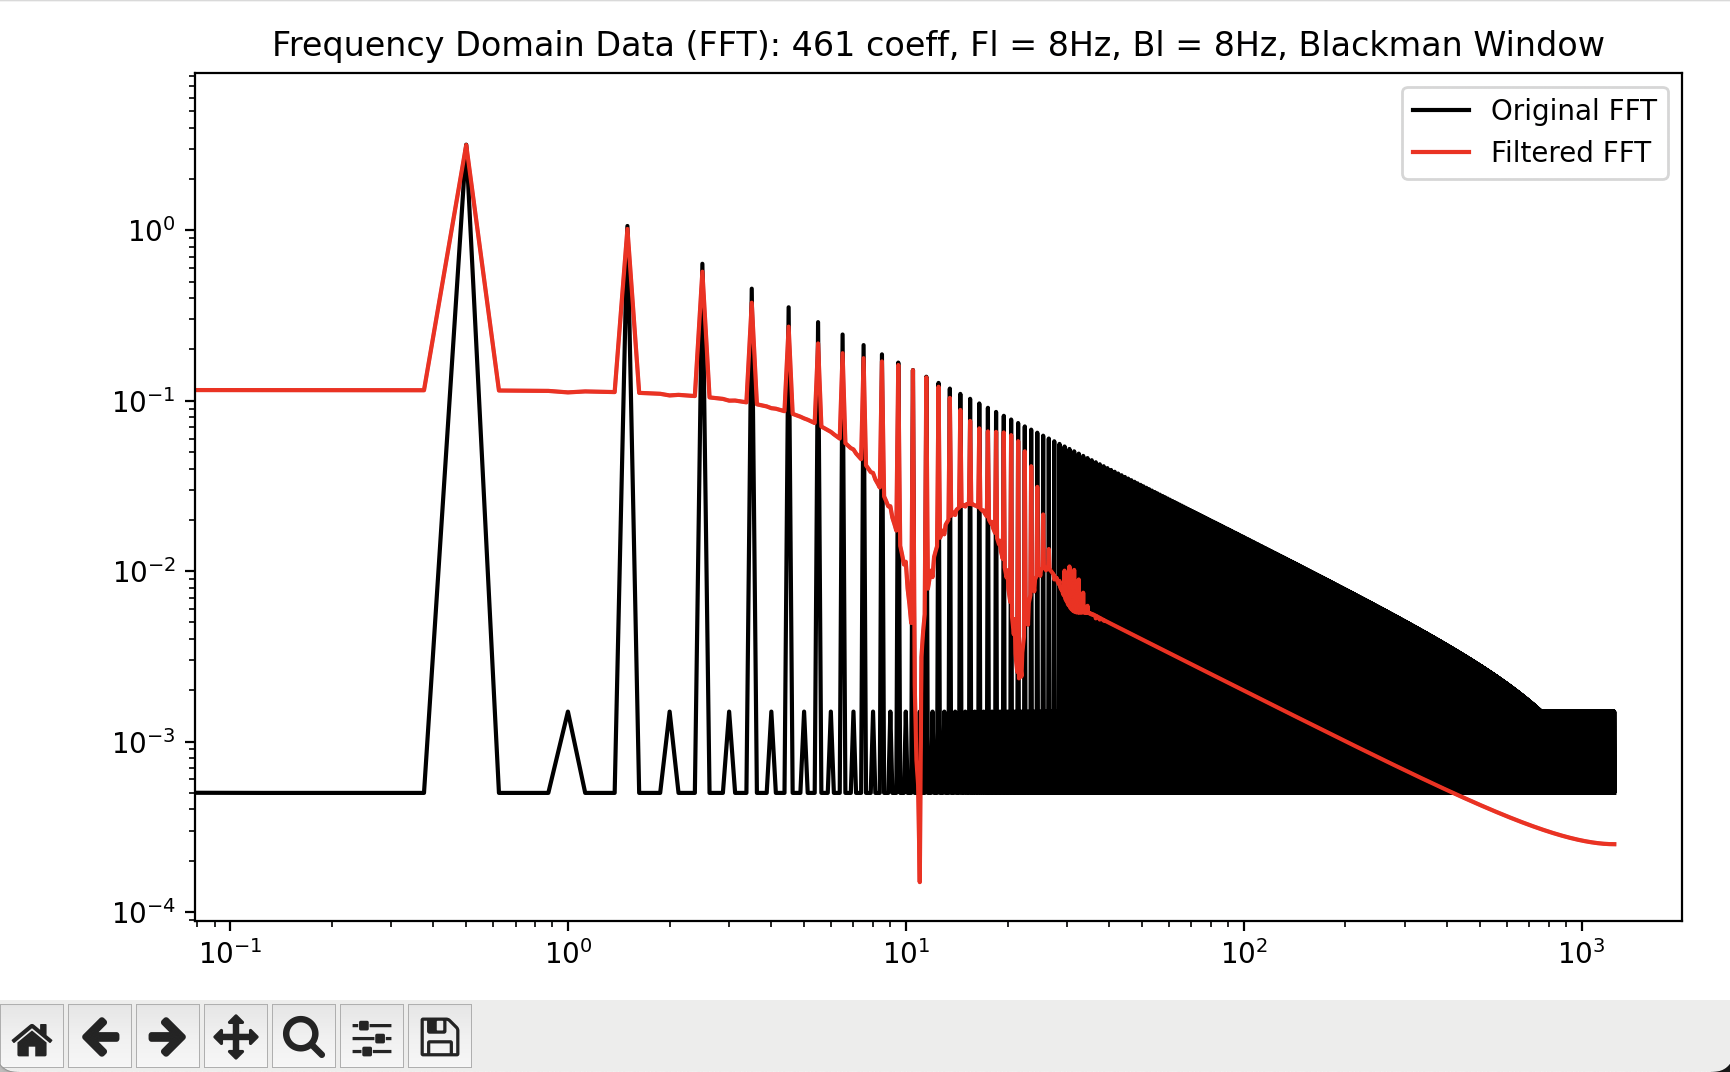 Frequency Domain Data (FFT): 461 coeff, Fl = 8Hz, Bl = 8Hz, Blackman Window
Original FFT
Filtered FFT
10⁰
10⁻¹
10⁻²
10⁻³
10⁻⁴
10⁻¹ 10⁰ 10¹ 10² 10³